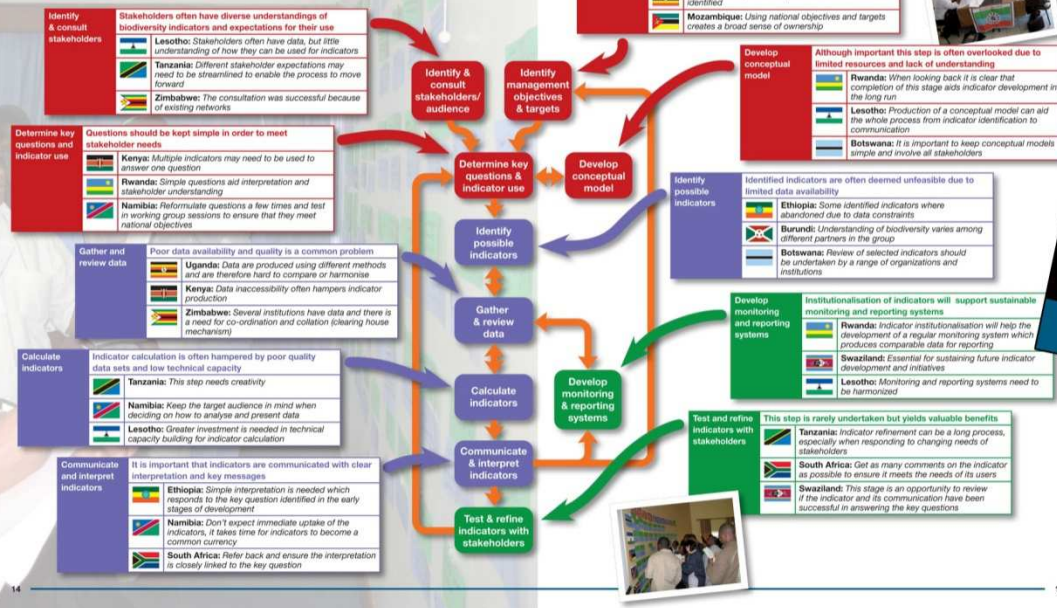 Identify
& consult
stakeholders
Stakeholders often have diverse understandings of
biodiversity indicators and expectations for their use
Lesotho: Stakeholders often have data, but little
understanding of how they can be used for indicators
Tanzania: Different stakeholder expectations may
need to be streamlined to enable the process to move
forward
Zimbabwe: The consultation was successful because
of existing networks
Determine key
questions and
indicator use
Questions should be kept simple in order to meet
stakeholder needs
Kenya: Multiple indicators may need to be used to
answer one question
Rwanda: Simple questions aid interpretation and
stakeholder understanding
Namibia: Reformulate questions a few times and test
in working group sessions to ensure that they meet
national objectives
Gather and
review data
Poor data availability and quality is a common problem
Uganda: Data are produced using different methods
and are therefore hard to compare or harmonise
Kenya: Data inaccessibility often hampers indicator
production
Zimbabwe: Several institutions have data and there is
a need for co-ordination and collation (clearing house
mechanism)
Calculate
indicators
Indicator calculation is often hampered by poor quality
data sets and low technical capacity
Tanzania: This step needs creativity
Namibia: Keep the target audience in mind when
deciding on how to analyse and present data
Lesotho: Greater investment is needed in technical
capacity building for indicator calculation
Communicate
and interpret
indicators
It is important that indicators are communicated with clear
interpretation and key messages
Ethiopia: Simple interpretation is needed which
responds to the key question identified in the early
stages of development
Namibia: Don't expect immediate uptake of the
indicators, it takes time for indicators to become a
common currency
South Africa: Refer back and ensure the interpretation
is closely linked to the key question
14
Identify &
consult
stakeholders/
audience
Identify
management
objectives
& targets
Determine key
questions &
indicator use
Develop
conceptual
model
Identify
possible
indicators
Gather
& review
data
Calculate
indicators
Develop
monitoring
& reporting
systems
Communicate
& interpret
indicators
Test & refine
indicators with
stakeholders
identified
Mozambique: Using national objectives and targets
creates a broad sense of ownership
Develop
conceptual
model
Although important this step is often overlooked due to
limited resources and lack of understanding
Rwanda: When looking back it is clear that
completion of this stage aids indicator development in
the long run
Lesotho: Production of a conceptual model can aid
the whole process from indicator identification to
communication
Botswana: It is important to keep conceptual models
simple and involve all stakeholders
Identify
possible
indicators
Identified indicators are often deemed unfeasible due to
limited data availability
Ethiopia: Some identified indicators where
abandoned due to data constraints
Burundi: Understanding of biodiversity varies among
different partners in the group
Botswana: Review of selected indicators should
be undertaken by a range of organizations and
institutions
Develop
monitoring
and reporting
systems
Institutionalisation of indicators will support sustainable
monitoring and reporting systems
Rwanda: Indicator institutionalisation will help the
development of a regular monitoring system which
produces comparable data for reporting
Swaziland: Essential for sustaining future indicator
development and initiatives
Lesotho: Monitoring and reporting systems need to
be harmonized
Test and refine
indicators with
stakeholders
This step is rarely undertaken but yields valuable benefits
Tanzania: Indicator refinement can be a long process,
especially when responding to changing needs of
stakeholders
South Africa: Get as many comments on the indicator
as possible to ensure it meets the needs of its users
Swaziland: This stage is an opportunity to review
if the indicator and its communication have been
successful in answering the key questions